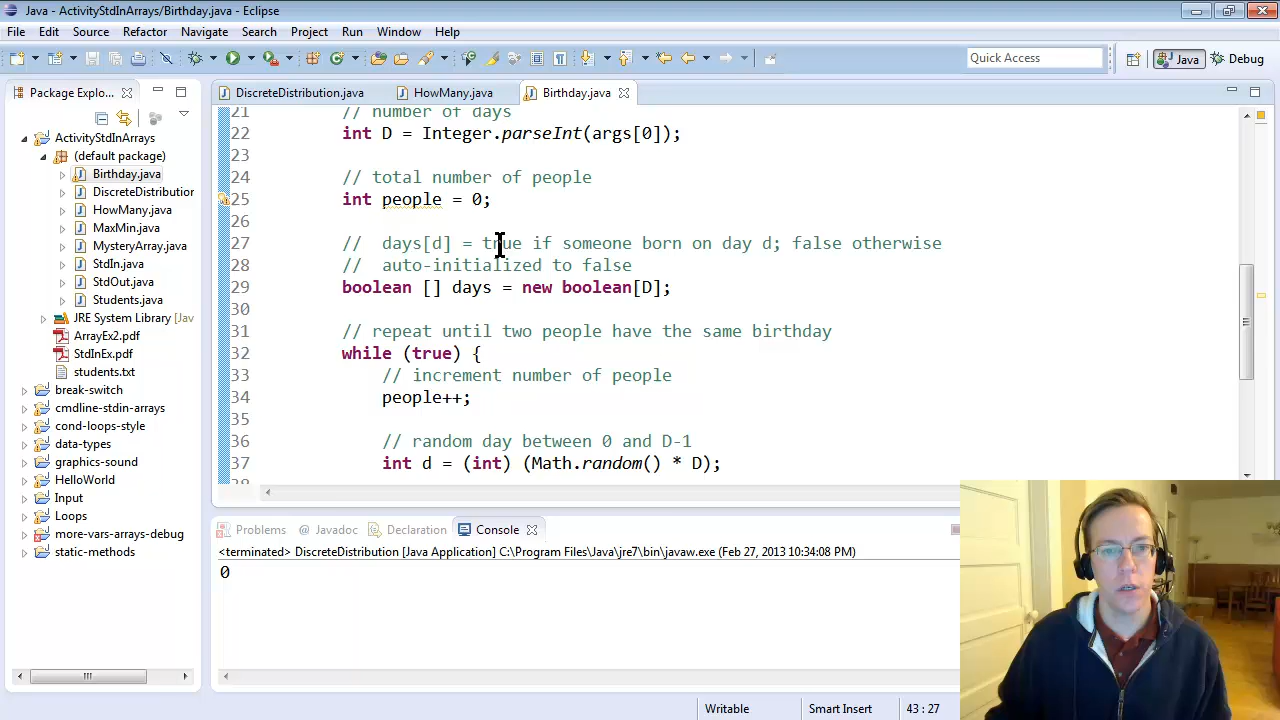 Java - ActivityStdInArrays/Birthday.java - Eclipse
File Edit Source Refactor Navigate Search Project Run Window Help
Quick Access
Java
Debug
Package Explo...
DiscreteDistribution.java
HowMany.java
Birthday.java
ActivityStdInArrays
(default package)
Birthday.java
DiscreteDistribution
HowMany.java
MaxMin.java
MysteryArray.java
StdIn.java
StdOut.java
Students.java
JRE System Library [Jav
ArrayEx2.pdf
StdInEx.pdf
students.txt
break-switch
cmdline-stdin-arrays
cond-loops-style
data-types
graphics-sound
HelloWorld
Input
Loops
more-vars-arrays-debug
static-methods
21 // number of days
22 int D = Integer.parseInt(args[0]);
23
24 // total number of people
25 int people = 0;
26
27 // days[d] = true if someone born on day d; false otherwise
28 // auto-initialized to false
29 boolean [] days = new boolean[D];
30
31 // repeat until two people have the same birthday
32 while (true) {
33 // increment number of people
34 people++;
35
36 // random day between 0 and D-1
37 int d = (int) (Math.random() * D);
Problems @ Javadoc Declaration Console
<terminated> DiscreteDistribution [Java Application] C:\Program Files\Java\jre7\bin\javaw.exe (Feb 27, 2013 10:34:08 PM)
0
Writable Smart Insert 43 : 27